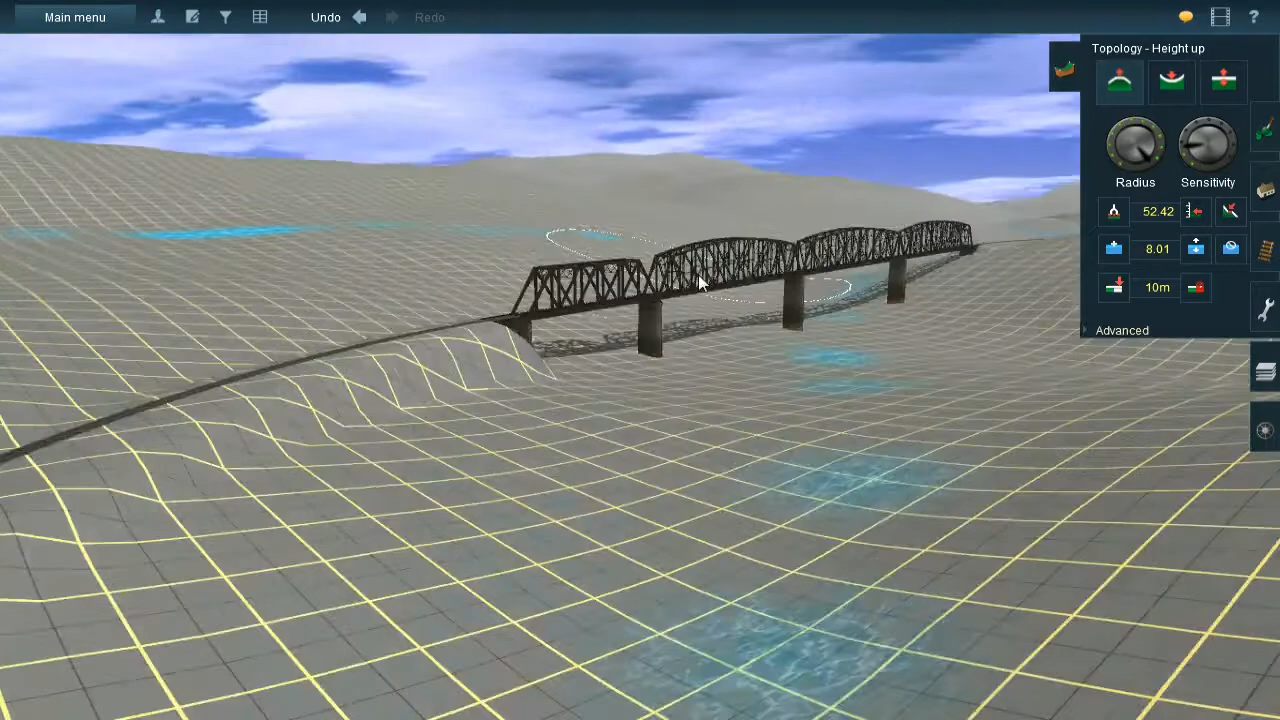 Main menu
Undo
Redo
?
Topology - Height up
Radius
Sensitivity
52.42
8.01
10m
Advanced